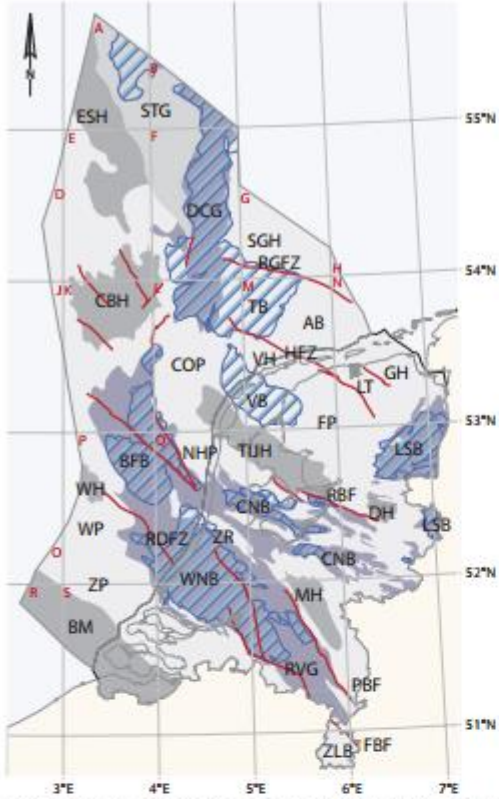 A
N
B
STG
ESH
55°N
E
F
D
G
DCG
SGH
RGFZ
H
54°N
N
J K
K
M
CBH
TB
AB
VH HFZ
COP
GH
LT
VB
FP
53°N
P
Q
NHP
TIJH
LSB
BFB
WH
RBF
CNB
DH
LSB
WP
RDFZ
ZR
O
CNB
52°N
WNB
ZP
R S
MH
BM
RVG
PBF
51°N
ZLB
FBF
3°E 4°E 5°E 6°E 7°E